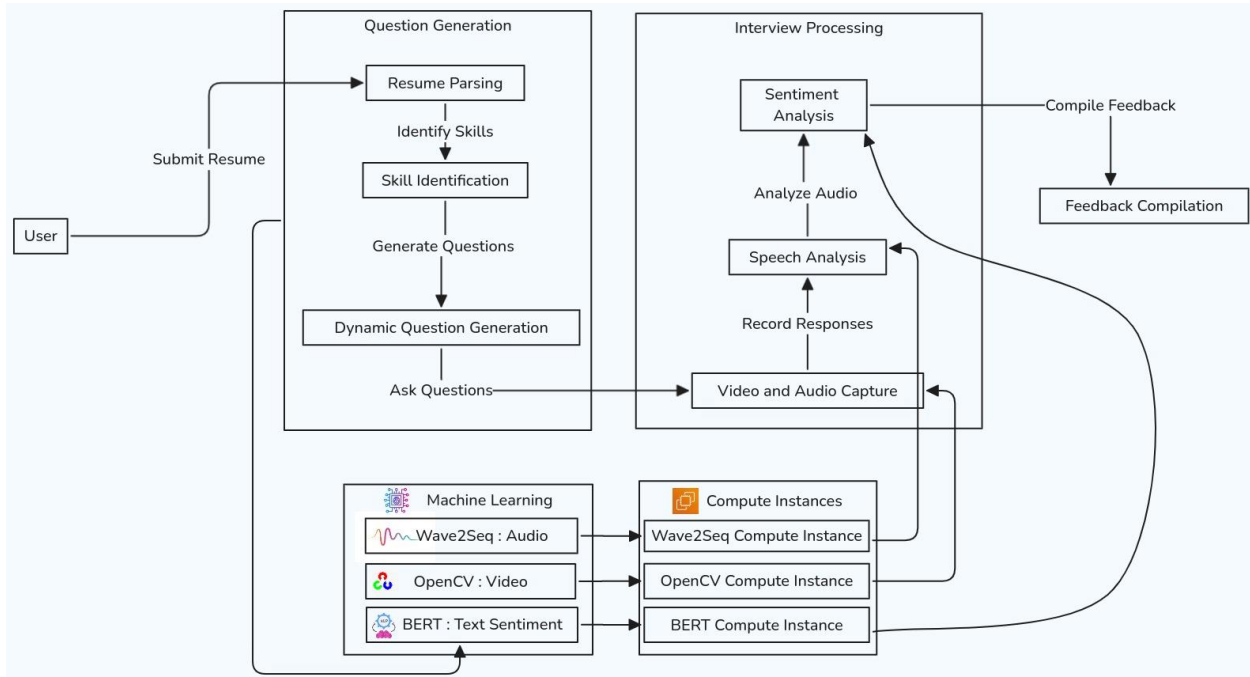 Question Generation
Interview Processing
Resume Parsing
Sentiment
Analysis
Compile Feedback
Identify Skills
Submit Resume
Skill Identification
Analyze Audio
Feedback Compilation
User
Generate Questions
Speech Analysis
Dynamic Question Generation
Record Responses
Ask Questions
Video and Audio Capture
Machine Learning
Compute Instances
Wave2Seq : Audio
Wave2Seq Compute Instance
OpenCV : Video
OpenCV Compute Instance
BERT : Text Sentiment
BERT Compute Instance